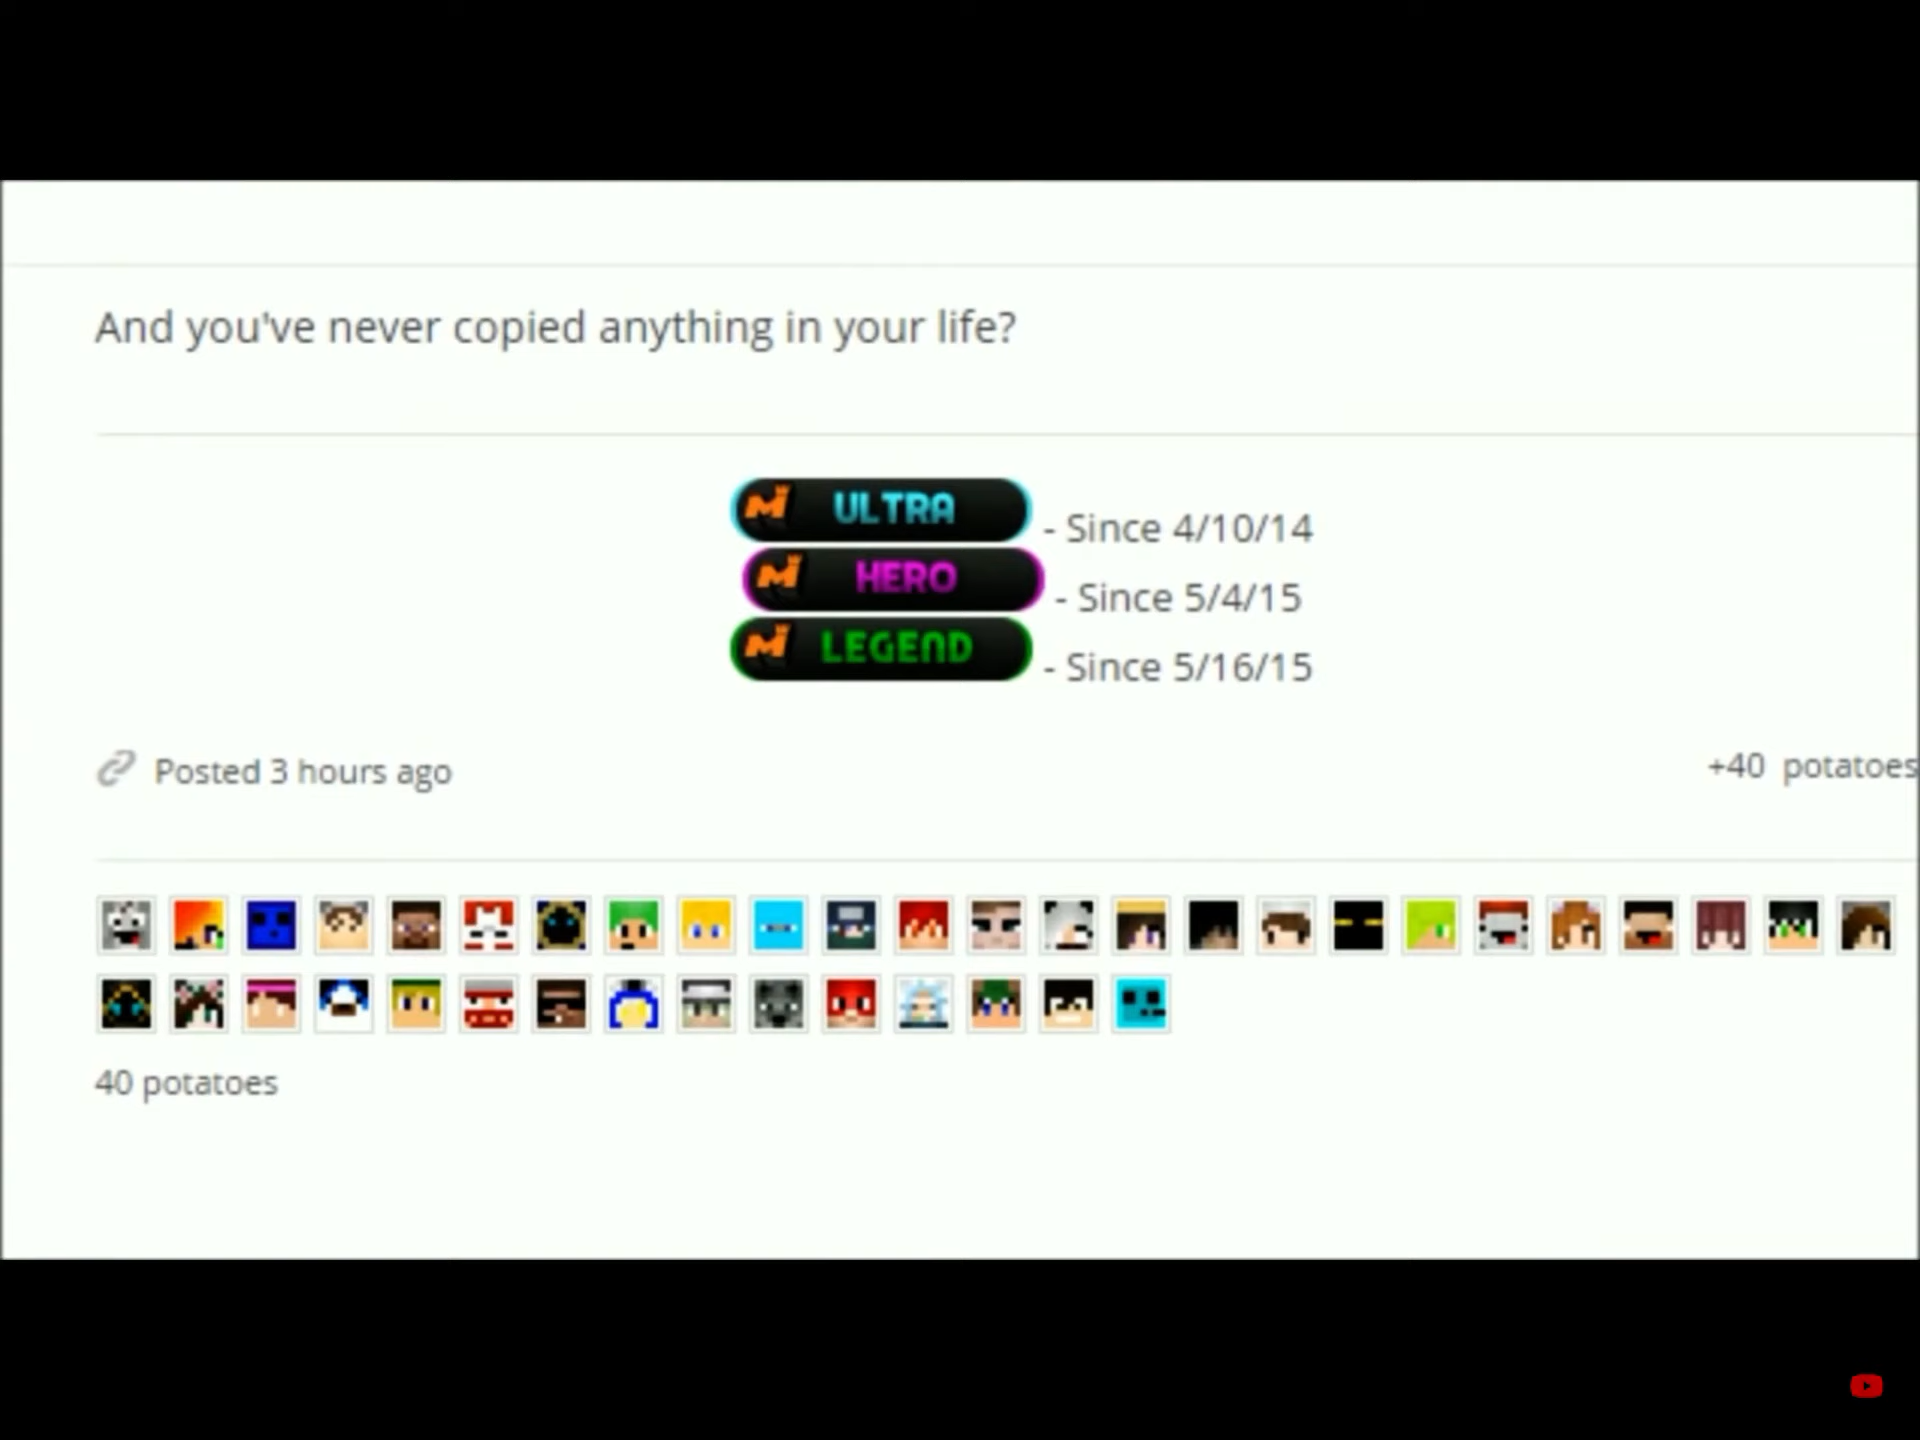 And you've never copied anything in your life?
M ULTRA - Since 4/10/14
M HERO - Since 5/4/15
M LEGEND - Since 5/16/15
Posted 3 hours ago
+40 potatoes
40 potatoes